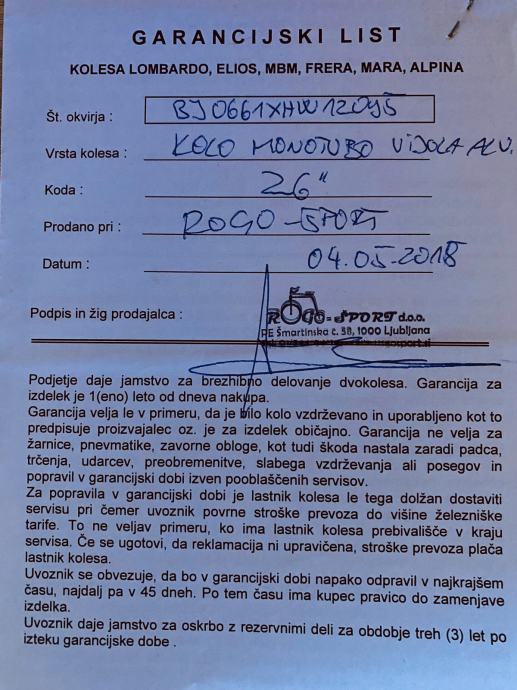 GARANCIJSKI LIST
KOLESA LOMBARDO, ELIOS, MBM, FRERA, MARA, ALPINA
Št. okvirja :
Vrsta kolesa : KOLO MONOTUBO VIJOLA ALU.
Koda : 26"
Prodano pri : ROGO-ŠPORT
Datum : 04.05.2018
ROGO-ŠPORT d.o.o.
PE Šmartinska c. 58, 1000 Ljubljana
Podpis in žig prodajalca :
Podjetje daje jamstvo za brezhibno delovanje dvokolesa. Garancija za
izdelek je 1(eno) leto od dneva nakupa.
Garancija velja le v primeru, da je bilo kolo vzdrževano in uporabljeno kot to
predpisuje proizvajalec oz. je za izdelek običajno. Garancija ne velja za
žarnice, pnevmatike, zavorne obloge, kot tudi škoda nastala zaradi padca,
trčenja, udarcev, preobremenitve, slabega vzdrževanja ali posegov in
popravil v garancijski dobi izven pooblaščenih servisov.
Za popravila v garancijski dobi je lastnik kolesa le tega dolžan dostaviti
servisu pri čemer uvoznik povrne stroške prevoza do višine železniške
tarife. To ne veljav primeru, ko ima lastnik kolesa prebivališče v kraju
servisa. Če se ugotovi, da reklamacija ni upravičena, stroške prevoza plača
lastnik kolesa.
Uvoznik se obvezuje, da bo v garancijski dobi napako odpravil v najkrajšem
času, najdalj pa v 45 dneh. Po tem času ima kupec pravico do zamenjave
izdelka.
Uvoznik daje jamstvo za oskrbo z rezervnimi deli za obdobje treh (3) let po
izteku garancijske dobe .